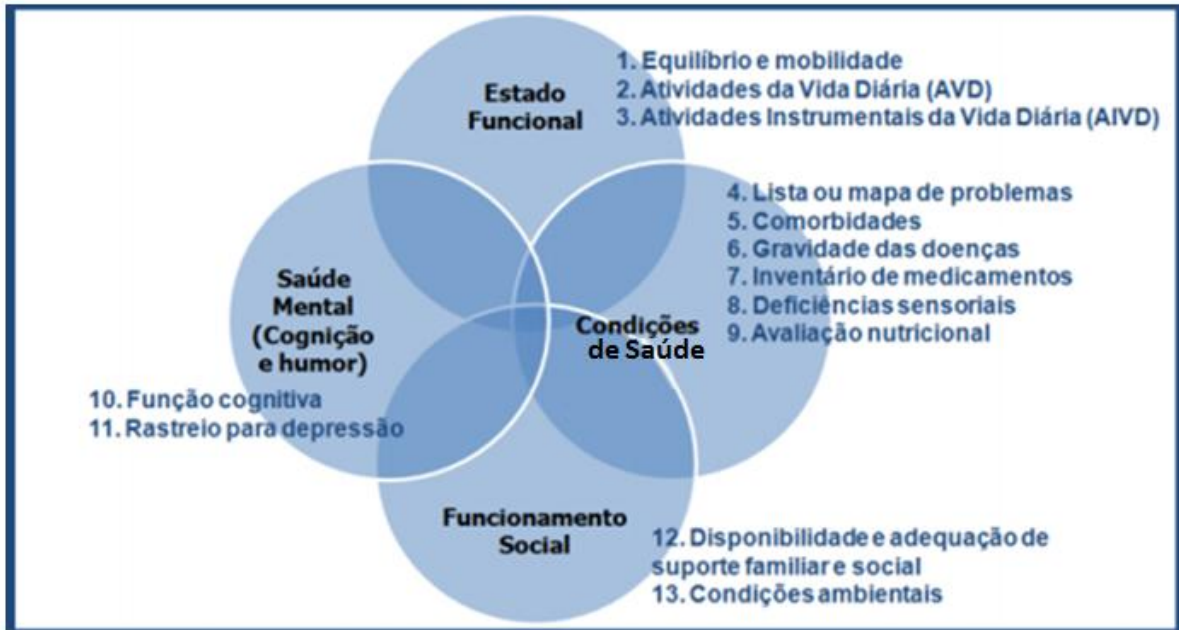 Estado
Funcional
1. Equilíbrio e mobilidade
2. Atividades da Vida Diária (AVD)
3. Atividades Instrumentais da Vida Diária (AIVD)
4. Lista ou mapa de problemas
5. Comorbidades
6. Gravidade das doenças
7. Inventário de medicamentos
8. Deficiências sensoriais
9. Avaliação nutricional
Condições
de Saúde
Saúde
Mental
(Cognição
e humor)
10. Função cognitiva
11. Rastreio para depressão
Funcionamento
Social
12. Disponibilidade e adequação de
suporte familiar e social
13. Condições ambientais